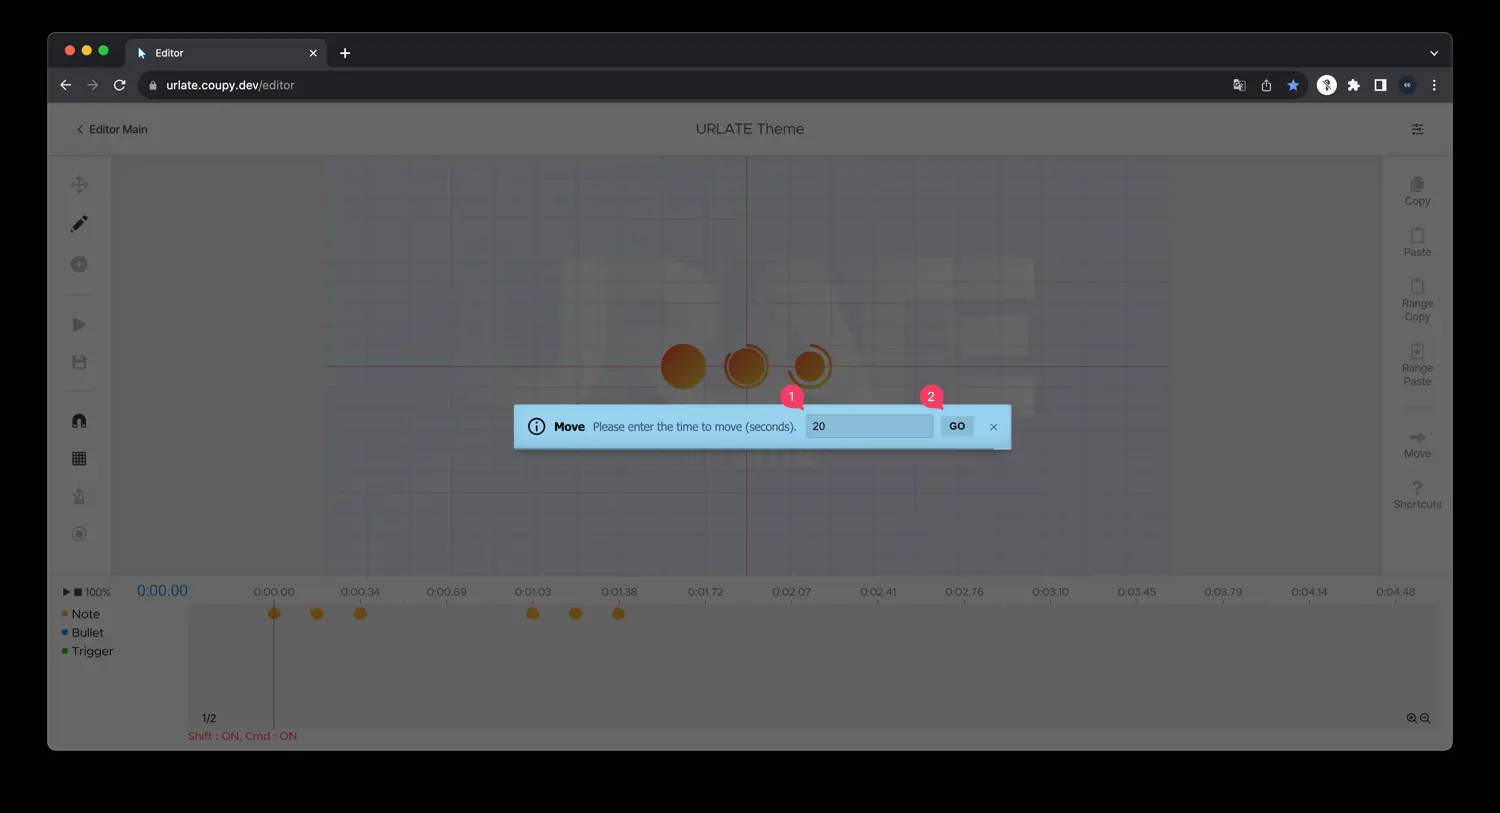 Editor
urlate.coupy.dev/editor
Editor Main
URLATE Theme
Copy
Paste
Range
Copy
Range
Paste
Move
?
Shortcuts
URLATE
1
2
Move Please enter the time to move (seconds). 20 GO
100% 0:00.00 0:00.00 0:00.34 0:00.69 0:01.03 0:01.38 0:01.72 0:02.07 0:02.41 0:02.76 0:03.10 0:03.45 0:03.79 0:04.14 0:04.48
Note
Bullet
Trigger
1/2
Shift : ON, Cmd : ON